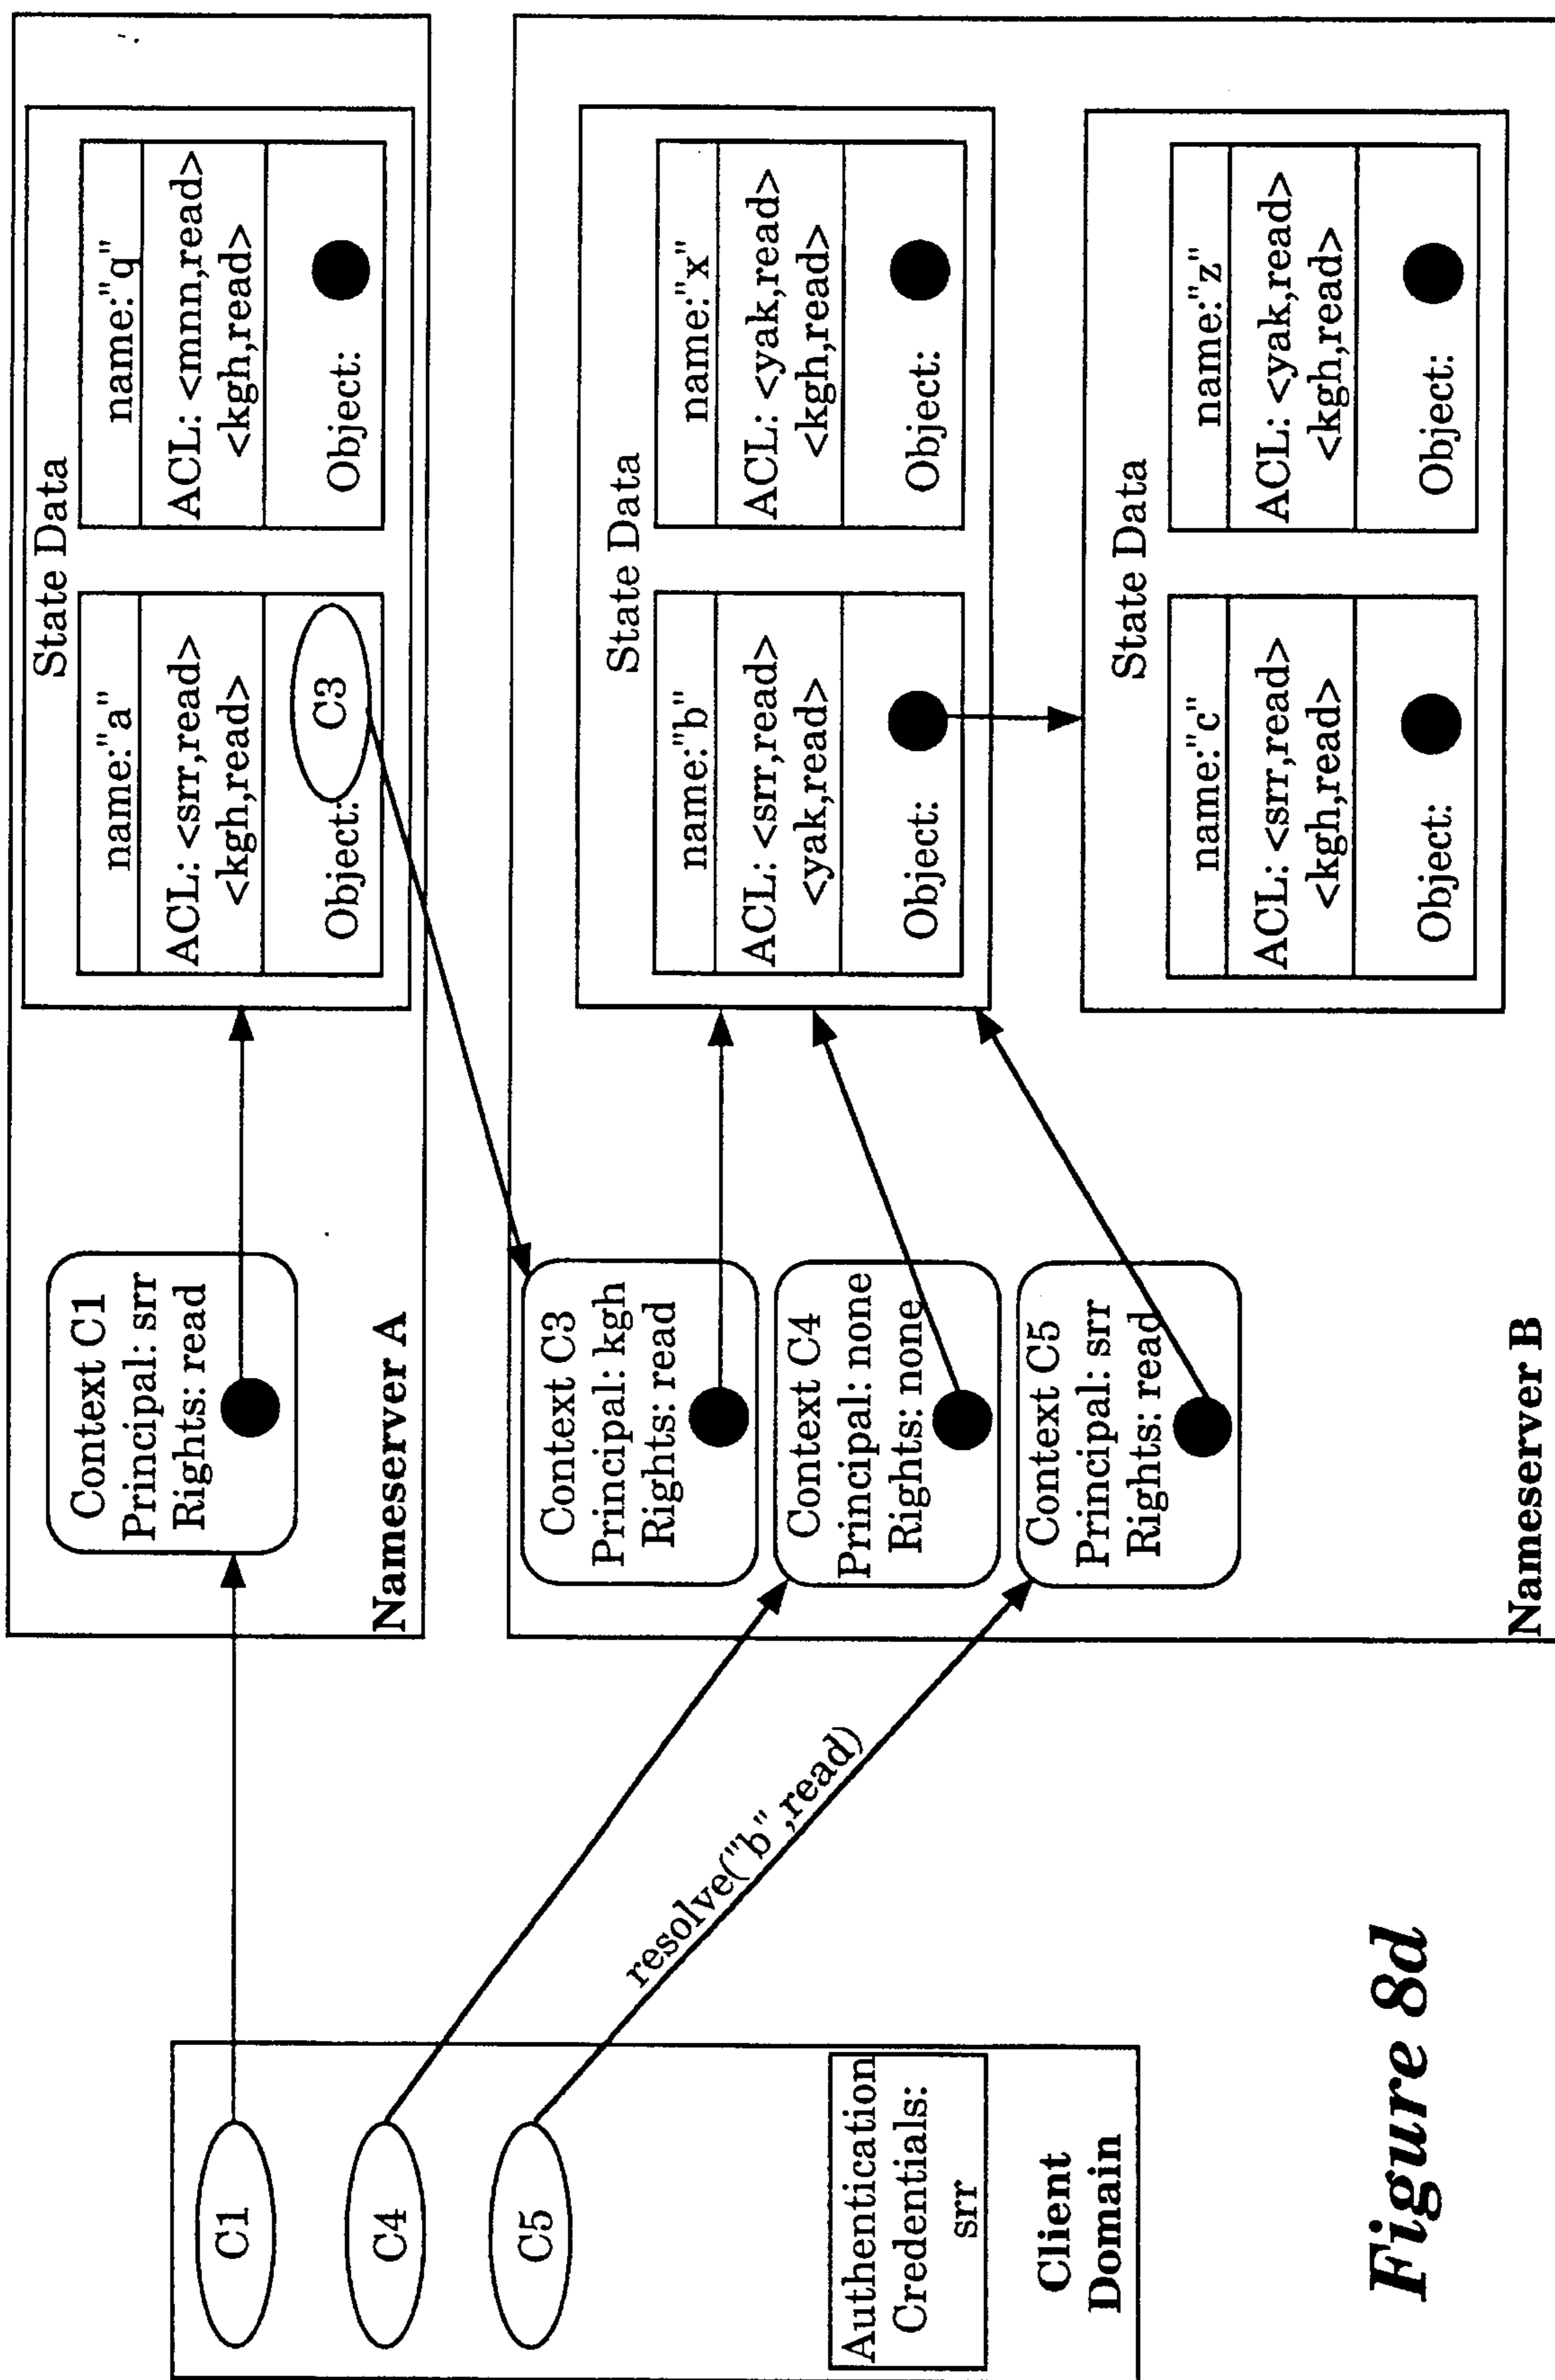 C1
C4
C5
Authentication
Credentials:
srr
Client
Domain
resolve("b",read)
Context C1
Principal: srr
Rights: read
Nameserver A
State Data
name:"a"
ACL: <srr,read>
<kgh,read>
Object:
C3
name:"q"
ACL: <mnn,read>
<kgh,read>
Object:
Context C3
Principal: kgh
Rights: read
Context C4
Principal: none
Rights: none
Context C5
Principal: srr
Rights: read
Nameserver B
State Data
name:"b"
ACL: <srr,read>
<yak,read>
Object:
name:"x"
ACL: <yak,read>
<kgh,read>
Object:
State Data
name:"c"
ACL: <srr,read>
<kgh,read>
Object:
name:"z"
ACL: <yak,read>
<kgh,read>
Object:
Figure 8d